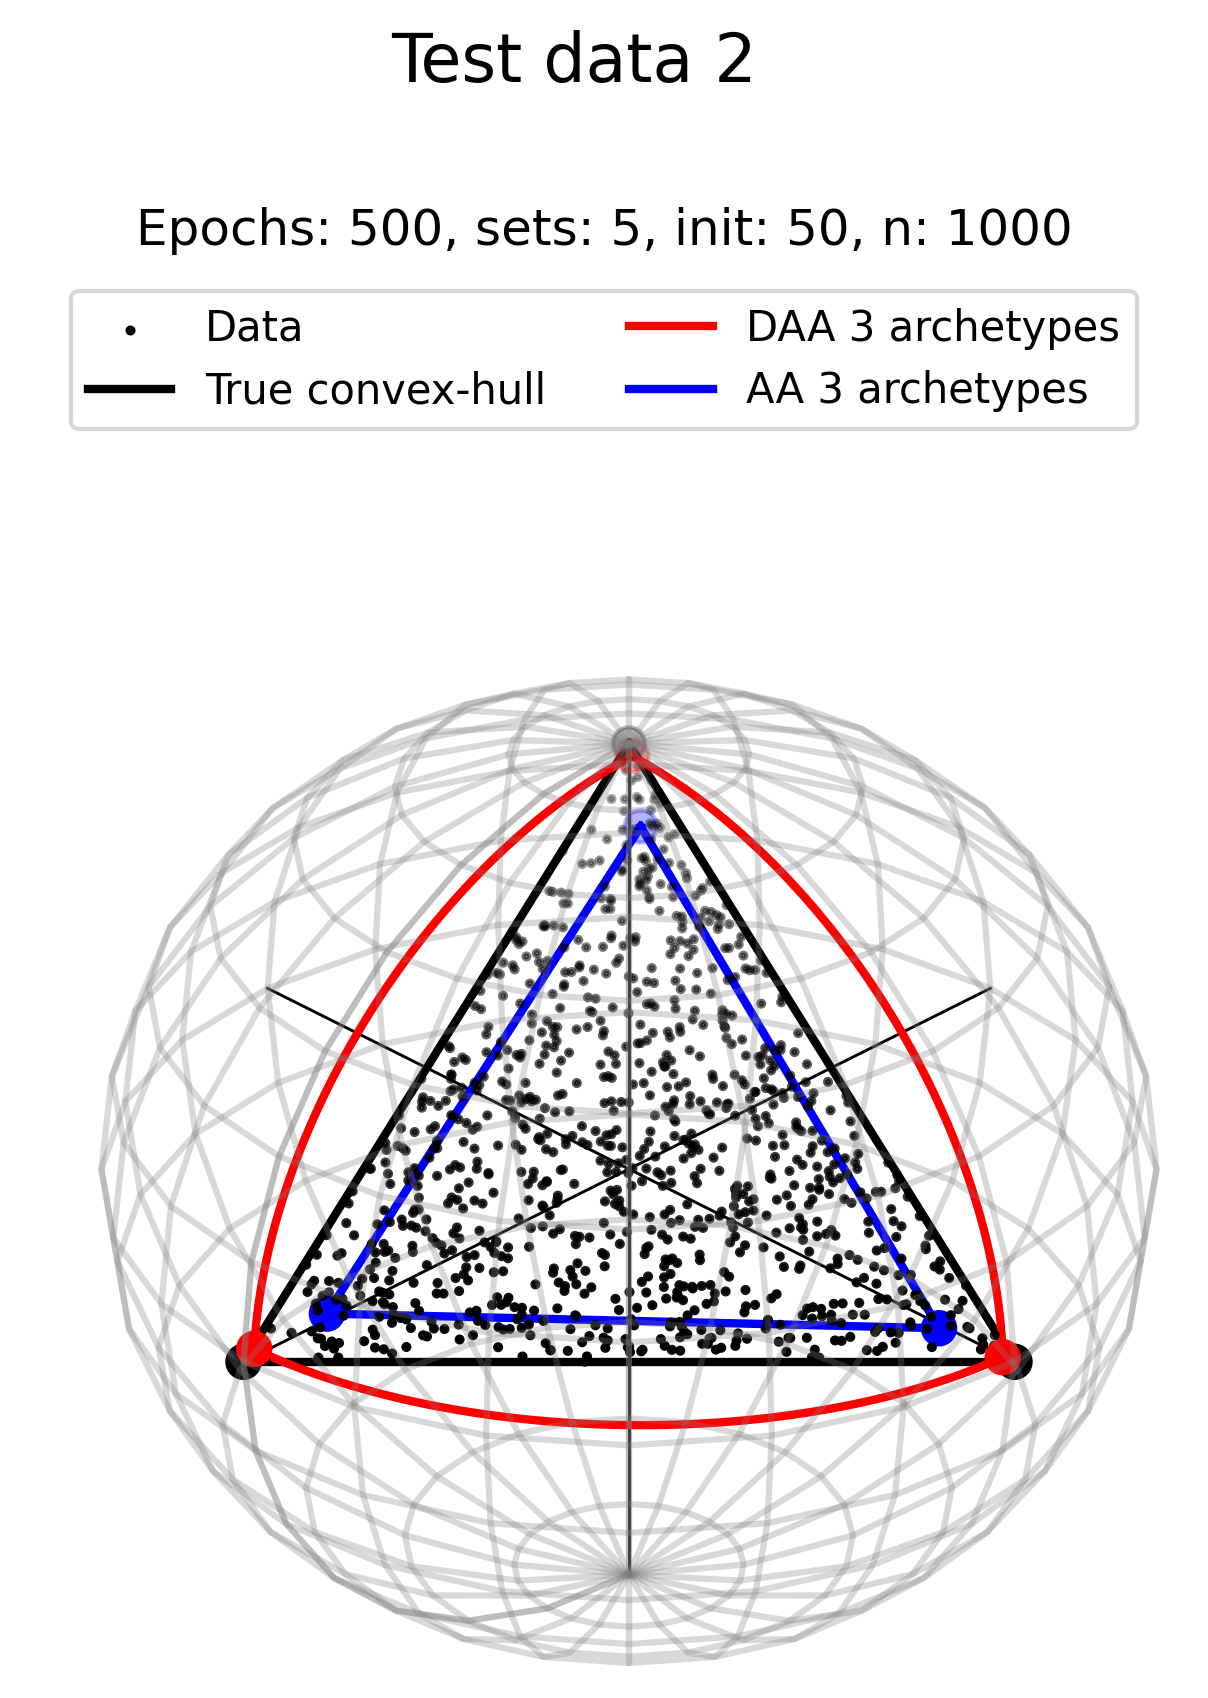 Test data 2
Epochs: 500, sets: 5, init: 50, n: 1000
Data
True convex-hull
DAA 3 archetypes
AA 3 archetypes